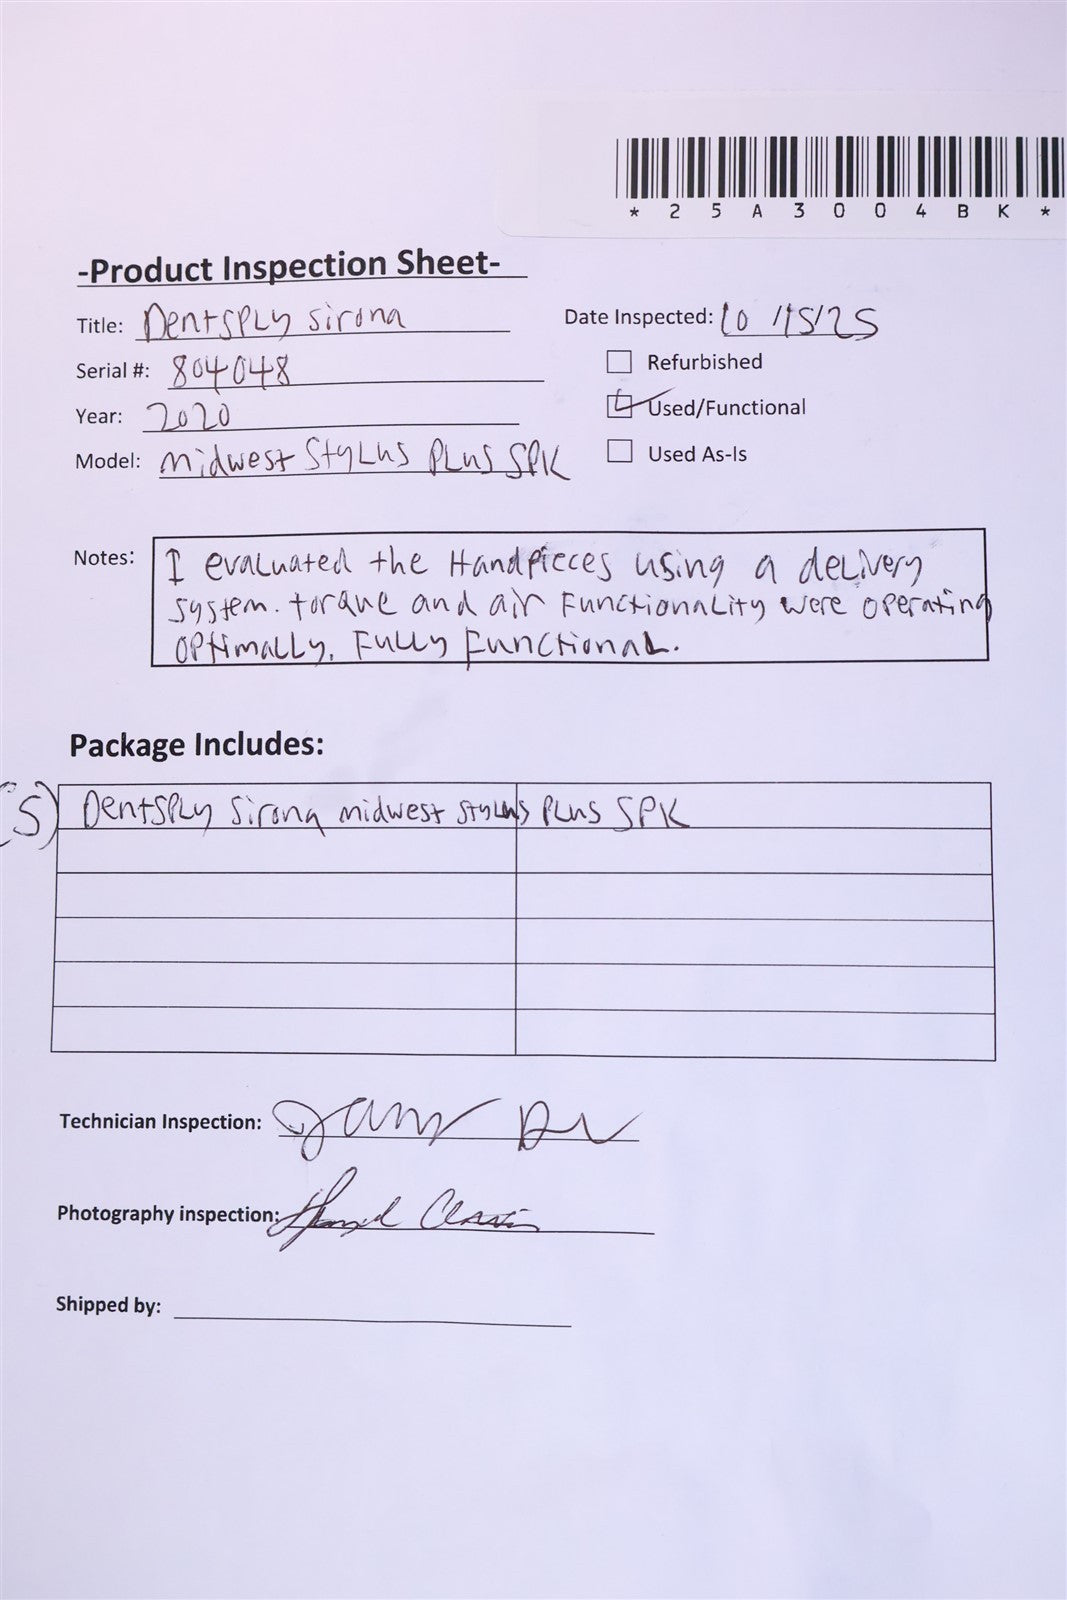 *25A3004BK*
-Product Inspection Sheet-
Title: Dentsply Sirona
Date Inspected: 10/15/25
Serial #: 804048
Refurbished
Year: 2020
Used/Functional
Model: Midwest Stylus Plus SPK
Used As-Is
Notes: I evaluated the Handpieces using a delivery
system. torque and air Functionality were operating
optimally. Fully Functional.
Package Includes:
(5) Dentsply Sirona midwest Stylus Plus SPK
Technician Inspection:
Photography inspection:
Shipped by: